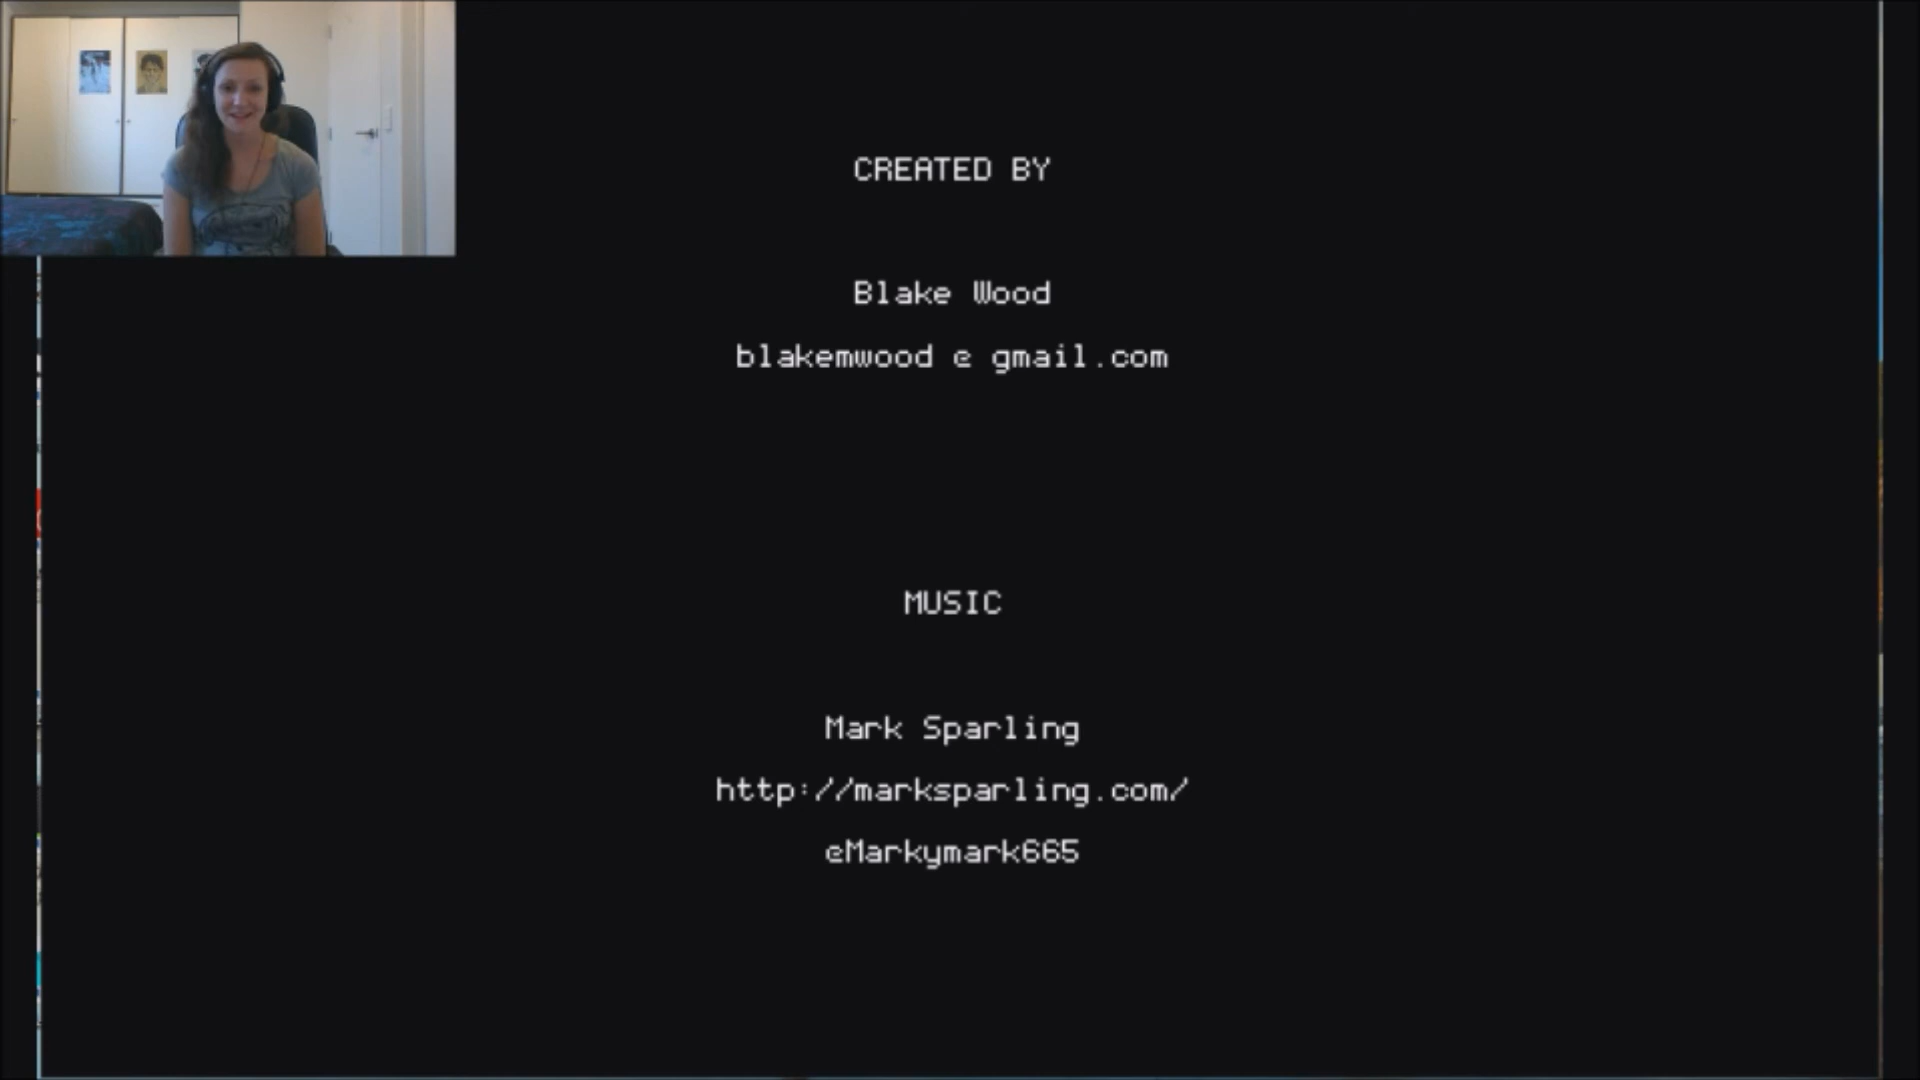 CREATED BY
Blake Wood
blakemwood @ gmail.com
MUSIC
Mark Sparling
http://marksparling.com/
@Markymark665